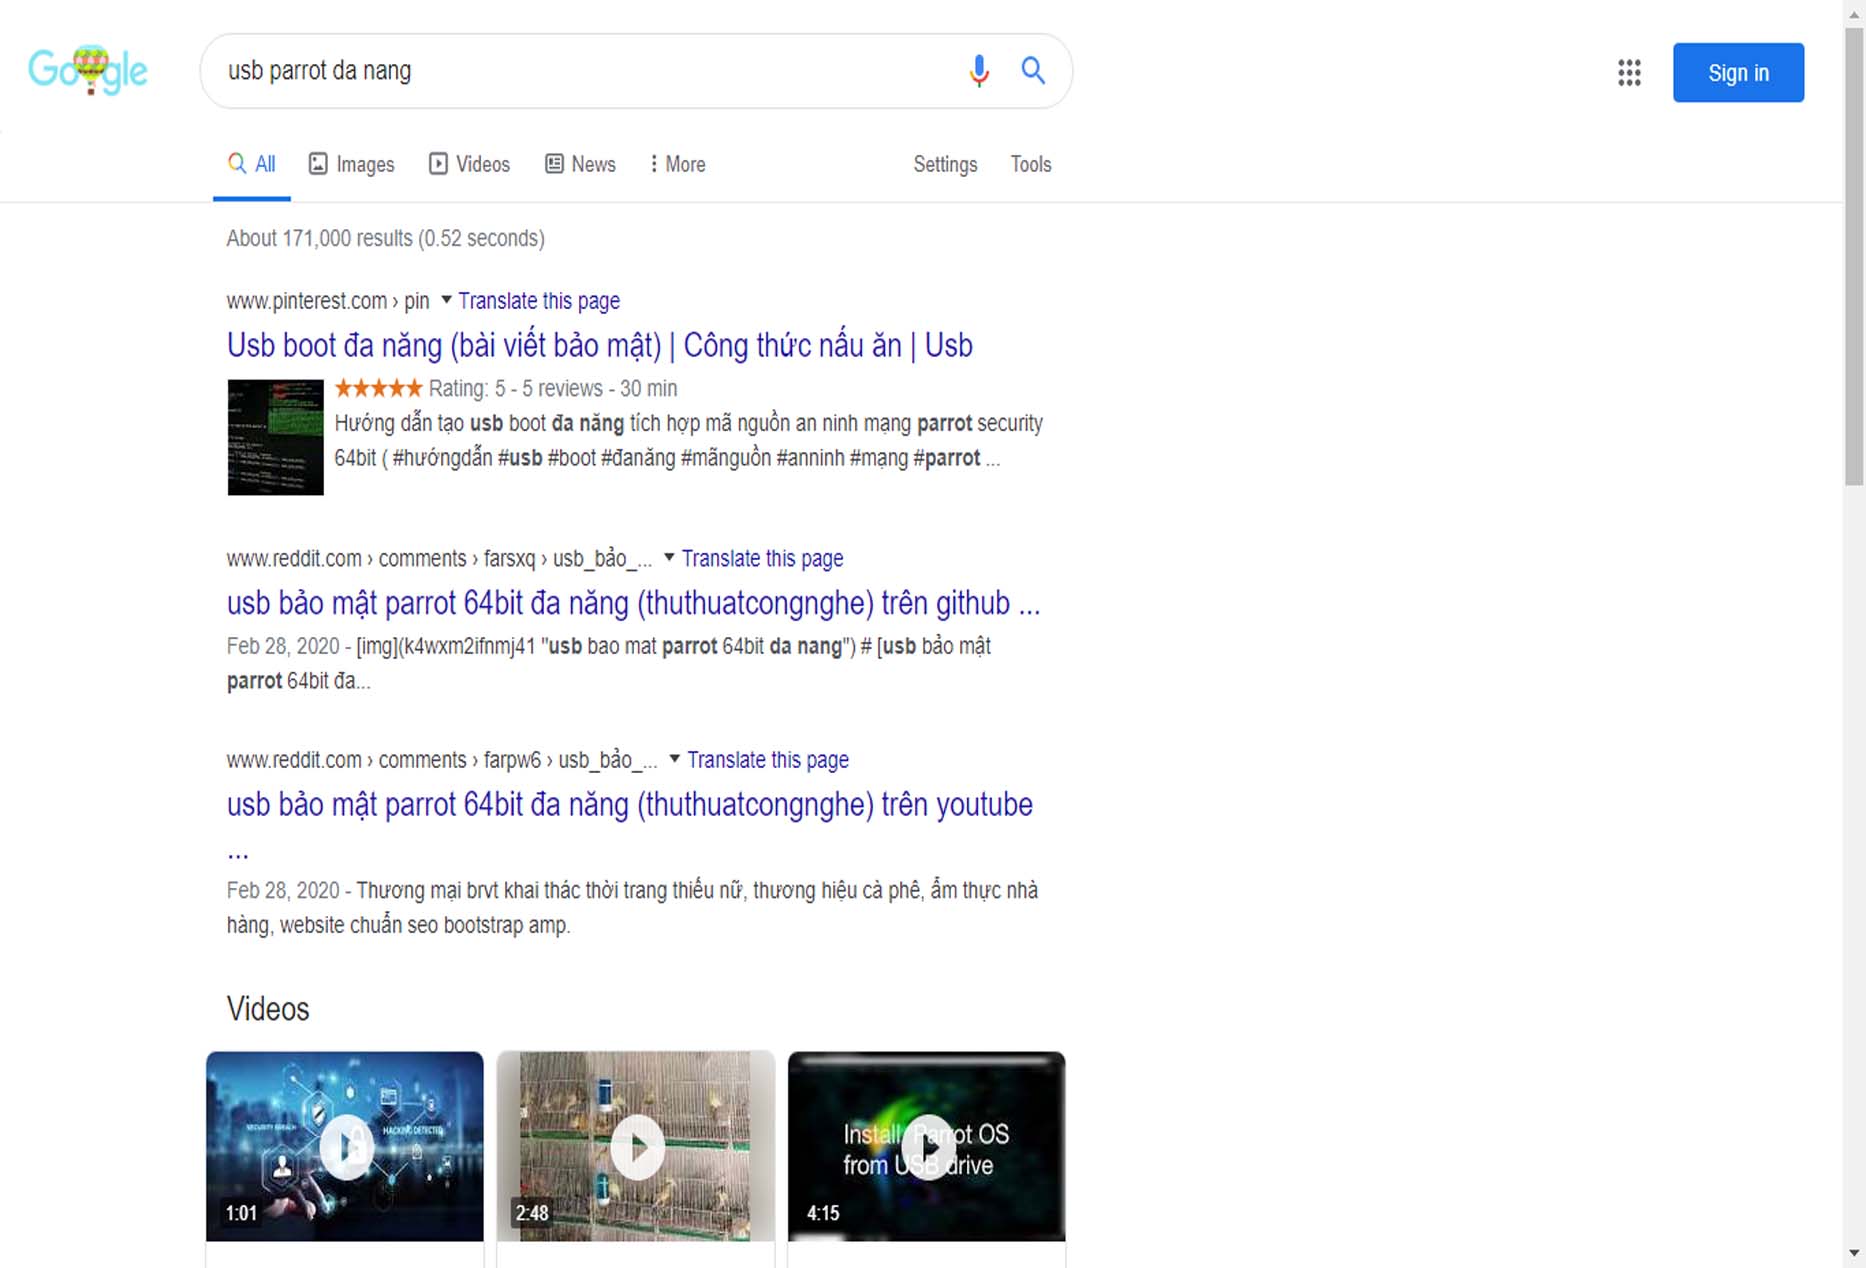 Google
usb parrot da nang
Sign in
All Images Videos News More Settings Tools
About 171,000 results (0.52 seconds)
www.pinterest.com › pin ▼ Translate this page
Usb boot đa năng (bài viết bảo mật) | Công thức nấu ăn | Usb
★★★★★ Rating: 5 - 5 reviews - 30 min
Hướng dẫn tạo usb boot đa năng tích hợp mã nguồn an ninh mạng parrot security
64bit ( #hướngdẫn #usb #boot #đanăng #mãnguồn #anninh #mạng #parrot ...
www.reddit.com › comments › farsxq › usb_bảo_... ▼ Translate this page
usb bảo mật parrot 64bit đa năng (thuthuatcongnghe) trên github ...
Feb 28, 2020 - [img](k4wxm2ifnmj41 "usb bao mat parrot 64bit da nang") # [usb bảo mật
parrot 64bit đa...
www.reddit.com › comments › farpw6 › usb_bảo_... ▼ Translate this page
usb bảo mật parrot 64bit đa năng (thuthuatcongnghe) trên youtube
...
Feb 28, 2020 - Thương mại brvt khai thác thời trang thiếu nữ, thương hiệu cà phê, ẩm thực nhà
hàng, website chuẩn seo bootstrap amp.
Videos
SECURITY BREACH
HACKING DETECTED
1:01
2:48
Install Parrot OS
from USB drive
4:15